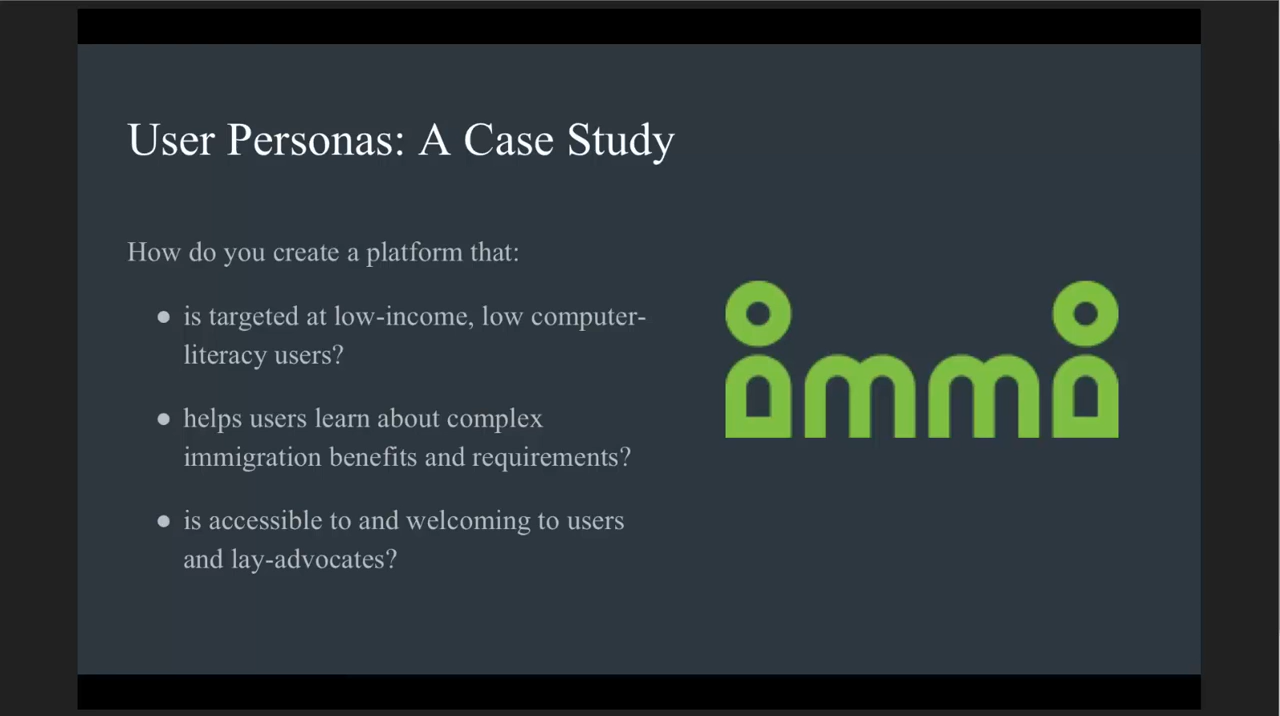 User Personas: A Case Study
How do you create a platform that:
● is targeted at low-income, low computer-
literacy users?
● helps users learn about complex
immigration benefits and requirements?
● is accessible to and welcoming to users
and lay-advocates?
immi